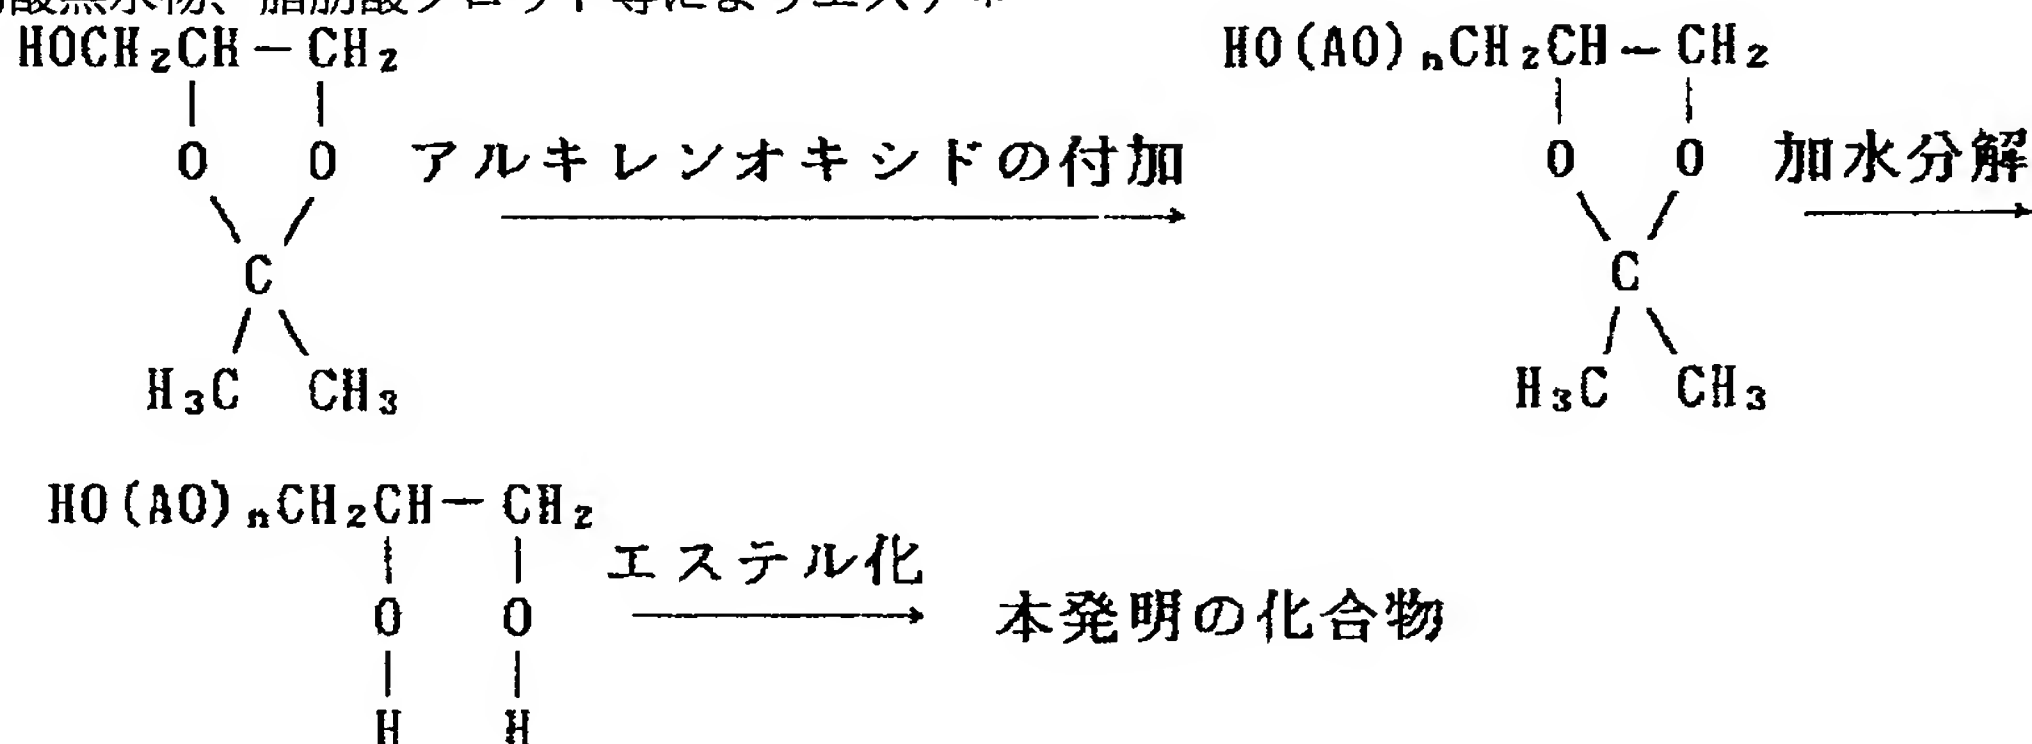 HOCH₂CH－CH₂
O O
アルキレンオキシドの付加
C
H₃C CH₃
HO(AO)ₙCH₂CH－CH₂
O O
加水分解
C
H₃C CH₃
HO(AO)ₙCH₂CH－CH₂
O O
エステル化
本発明の化合物
H H